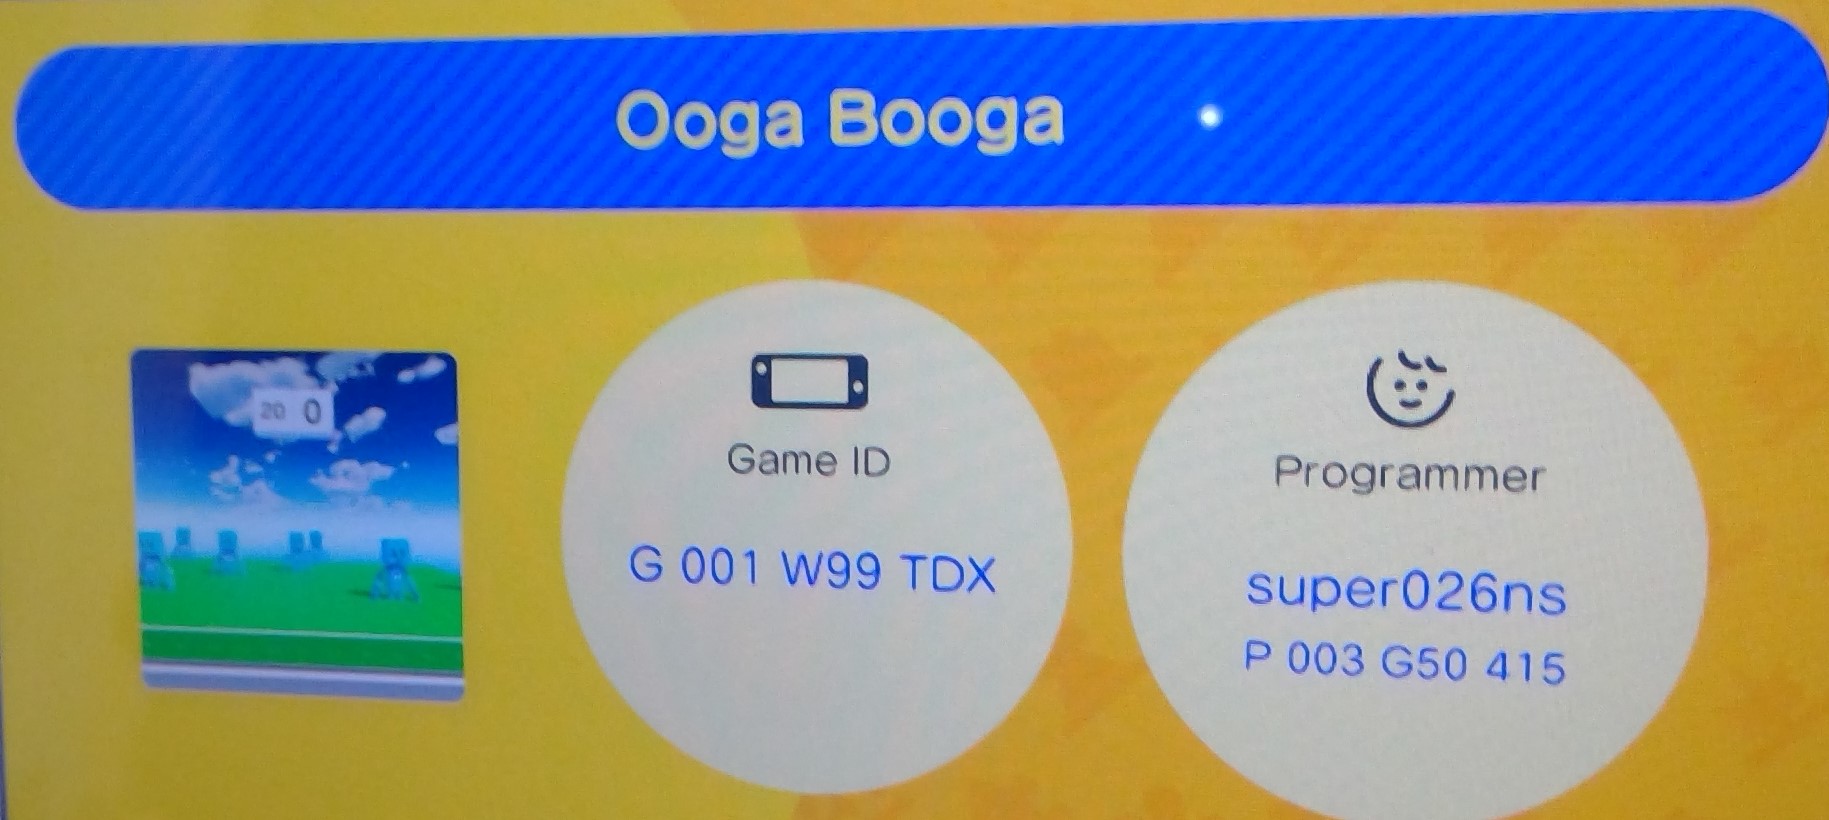 Ooga Booga
20 0
Game ID
G 001 W99 TDX
Programmer
super026ns
P 003 G50 415